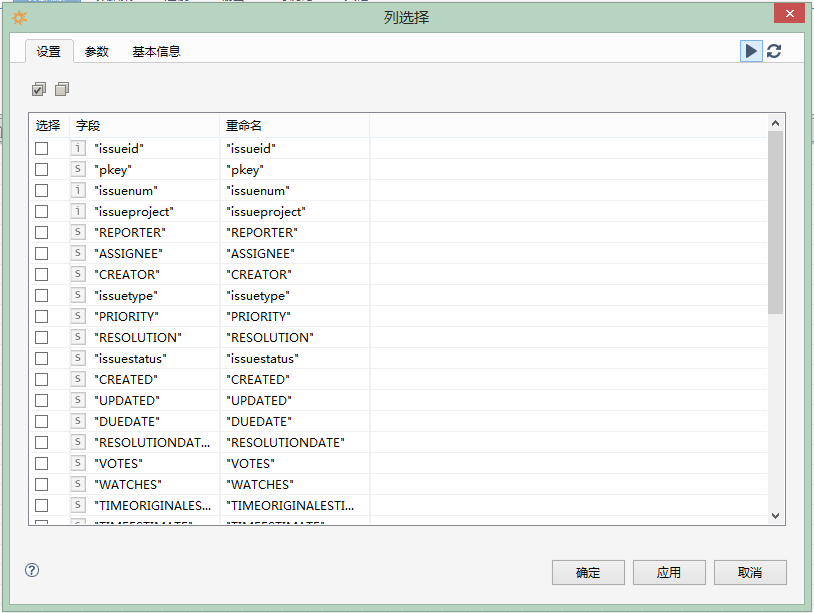 列选择
设置 参数 基本信息
选择 字段 重命名
i "issueid" "issueid"
S "pkey" "pkey"
i "issuenum" "issuenum"
i "issueproject" "issueproject"
S "REPORTER" "REPORTER"
S "ASSIGNEE" "ASSIGNEE"
S "CREATOR" "CREATOR"
S "issuetype" "issuetype"
S "PRIORITY" "PRIORITY"
S "RESOLUTION" "RESOLUTION"
S "issuestatus" "issuestatus"
S "CREATED" "CREATED"
S "UPDATED" "UPDATED"
S "DUEDATE" "DUEDATE"
S "RESOLUTIONDAT... "RESOLUTIONDATE"
S "VOTES" "VOTES"
S "WATCHES" "WATCHES"
S "TIMEORIGINALES... "TIMEORIGINALESTI...
"TIMEESTIMATE" "TIMEESTIMATE"
确定 应用 取消